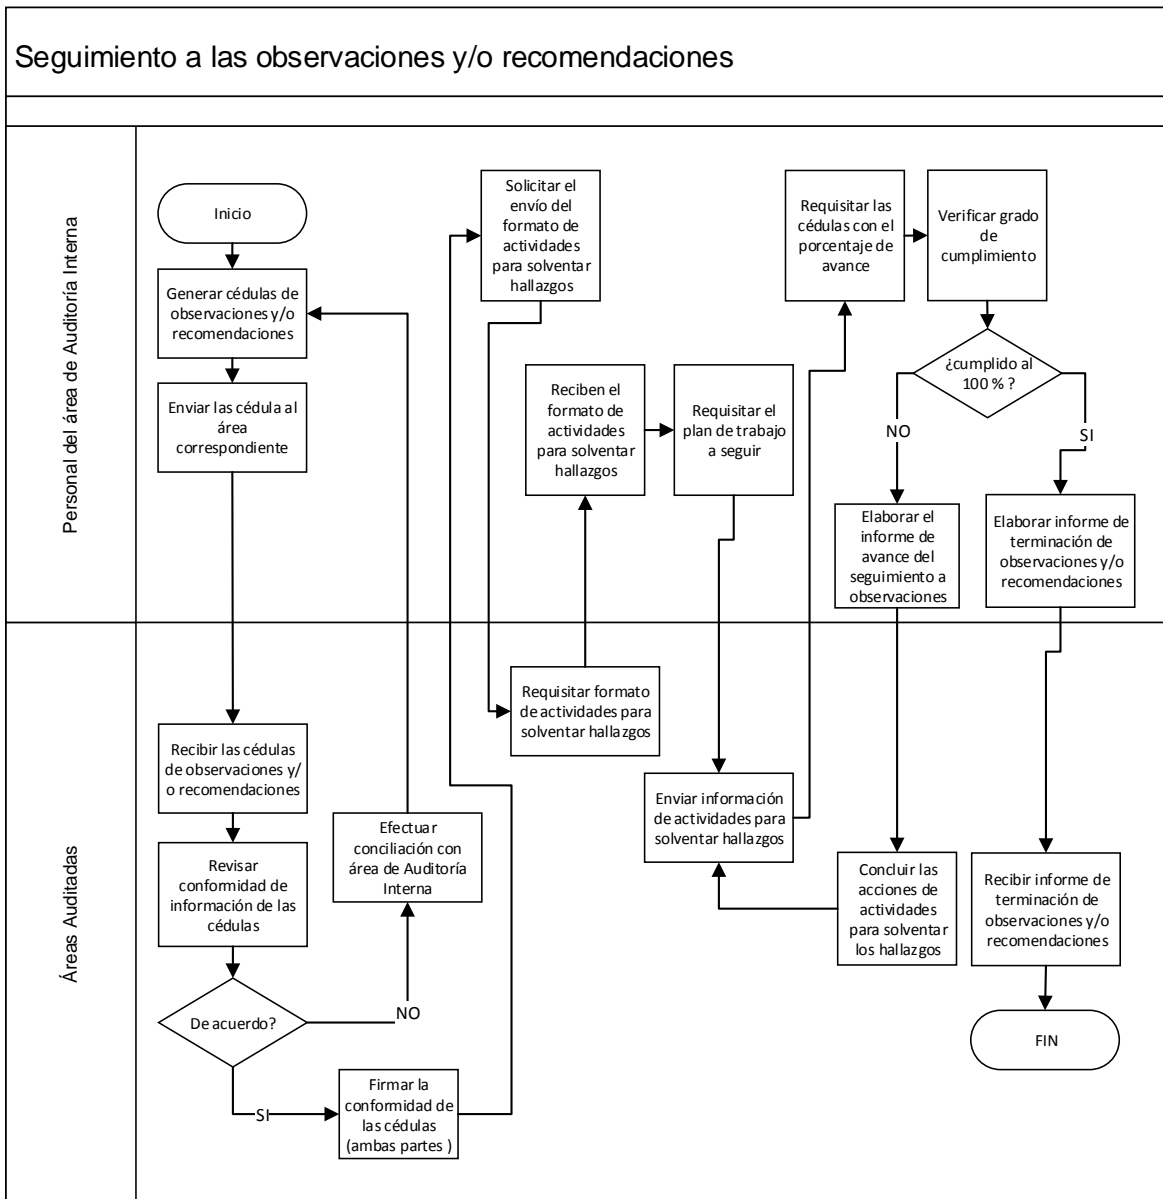 Seguimiento a las observaciones y/o recomendaciones
Personal del área de Auditoría Interna
Inicio
Generar cédulas de
observaciones y/o
recomendaciones
Enviar las cédula al
área
correspondiente
Solicitar el
envío del
formato de
actividades
para solventar
hallazgos
Reciben el
formato de
actividades
para solventar
hallazgos
Requisitar el
plan de trabajo
a seguir
Requisitar las
cédulas con el
porcentaje de
avance
Verificar grado
de
cumplimiento
¿cumplido al
100 % ?
NO
SI
Elaborar el
informe de
avance del
seguimiento a
observaciones
Elaborar informe de
terminación de
observaciones y/o
recomendaciones
Áreas Auditadas
Recibir las cédulas
de observaciones y/
o recomendaciones
Revisar
conformidad de
información de las
cédulas
De acuerdo?
NO
SI
Efectuar
conciliación con
área de Auditoría
Interna
Firmar la
conformidad de
las cédulas
(ambas partes )
Requisitar formato
de actividades para
solventar hallazgos
Enviar información
de actividades para
solventar hallazgos
Concluir las
acciones de
actividades
para solventar
los hallazgos
Recibir informe de
terminación de
observaciones y/o
recomendaciones
FIN